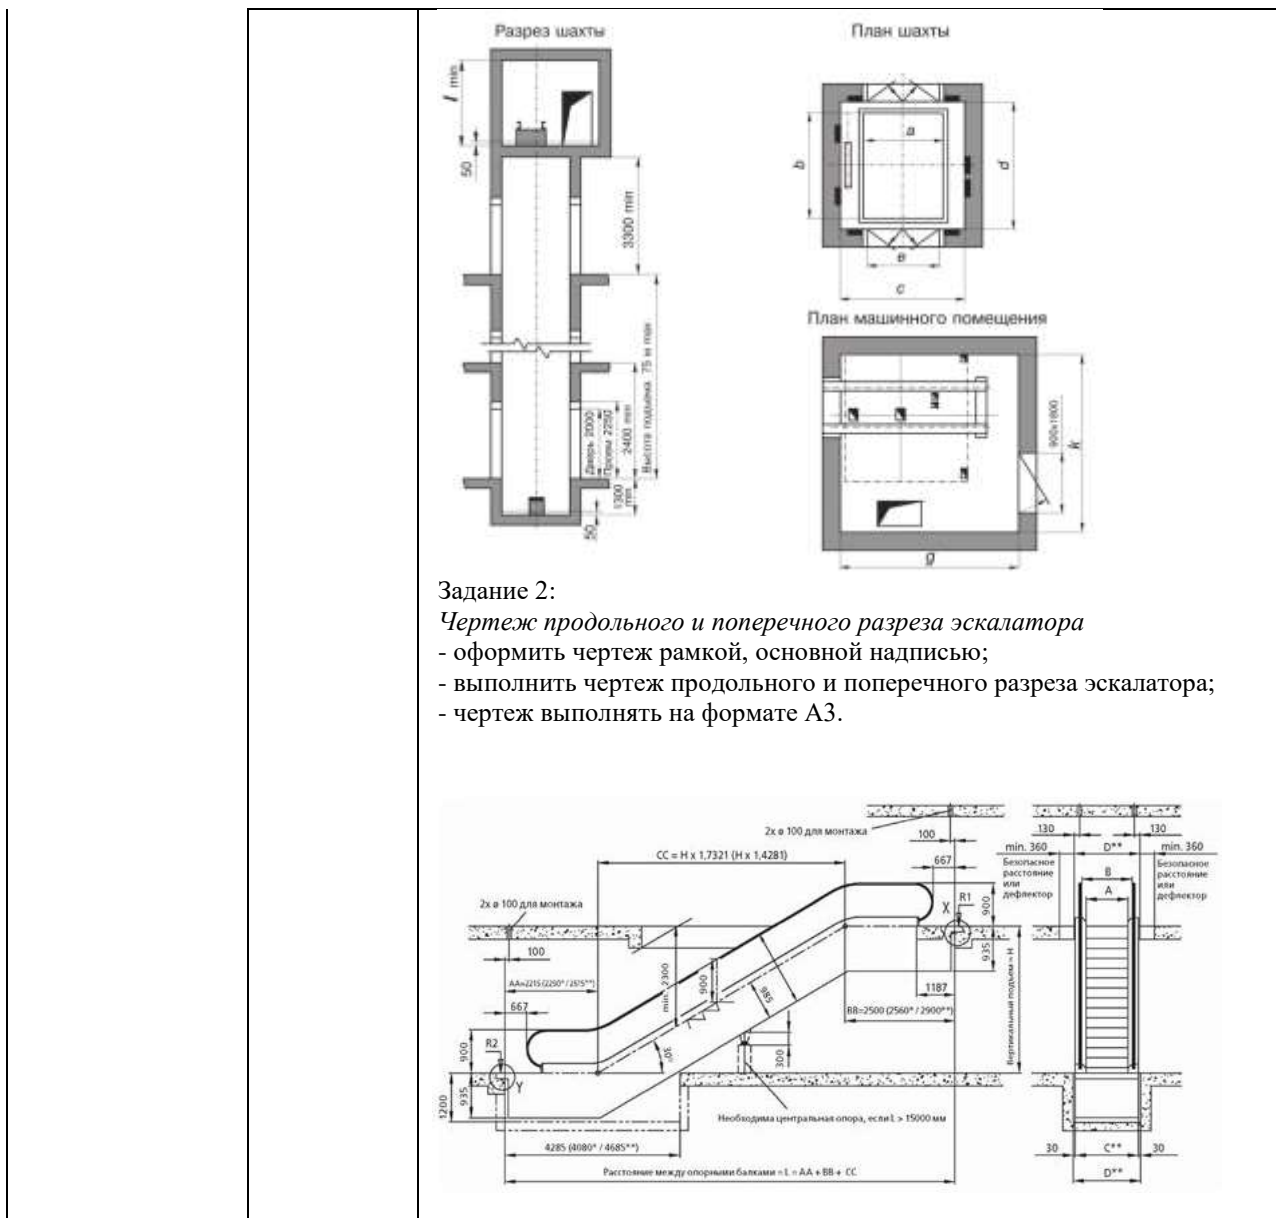 Разрез шахты
План шахты
l min
50
3300 min
Высота подъема 75 м max
Дверь 2000
Проем 2250
2400 min
1300 min
50
a
b
d
в
c
План машинного помещения
900x1800
k
g
Задание 2:
Чертеж продольного и поперечного разреза эскалатора
- оформить чертеж рамкой, основной надписью;
- выполнить чертеж продольного и поперечного разреза эскалатора;
- чертеж выполнять на формате А3.
2x ø 100 для монтажа
100
CC = H x 1,7321 (H x 1,4281)
667
2x ø 100 для монтажа
X
R1
900
935
100
AA=2215 (2250* / 2575**)
667
min. 2300
900
985
1187
BB=2500 (2560* / 2900**)
Вертикальный подъем = H
900
R2
30°
300
Y
935
1200
Необходима центральная опора, если L > 15000 мм
4285 (4080* / 4685**)
Расстояние между опорными балками = L = AA + BB + CC
130
130
min. 360
D**
min. 360
Безопасное
расстояние
или
дефлектор
B
A
Безопасное
расстояние
или
дефлектор
30
C**
30
D**